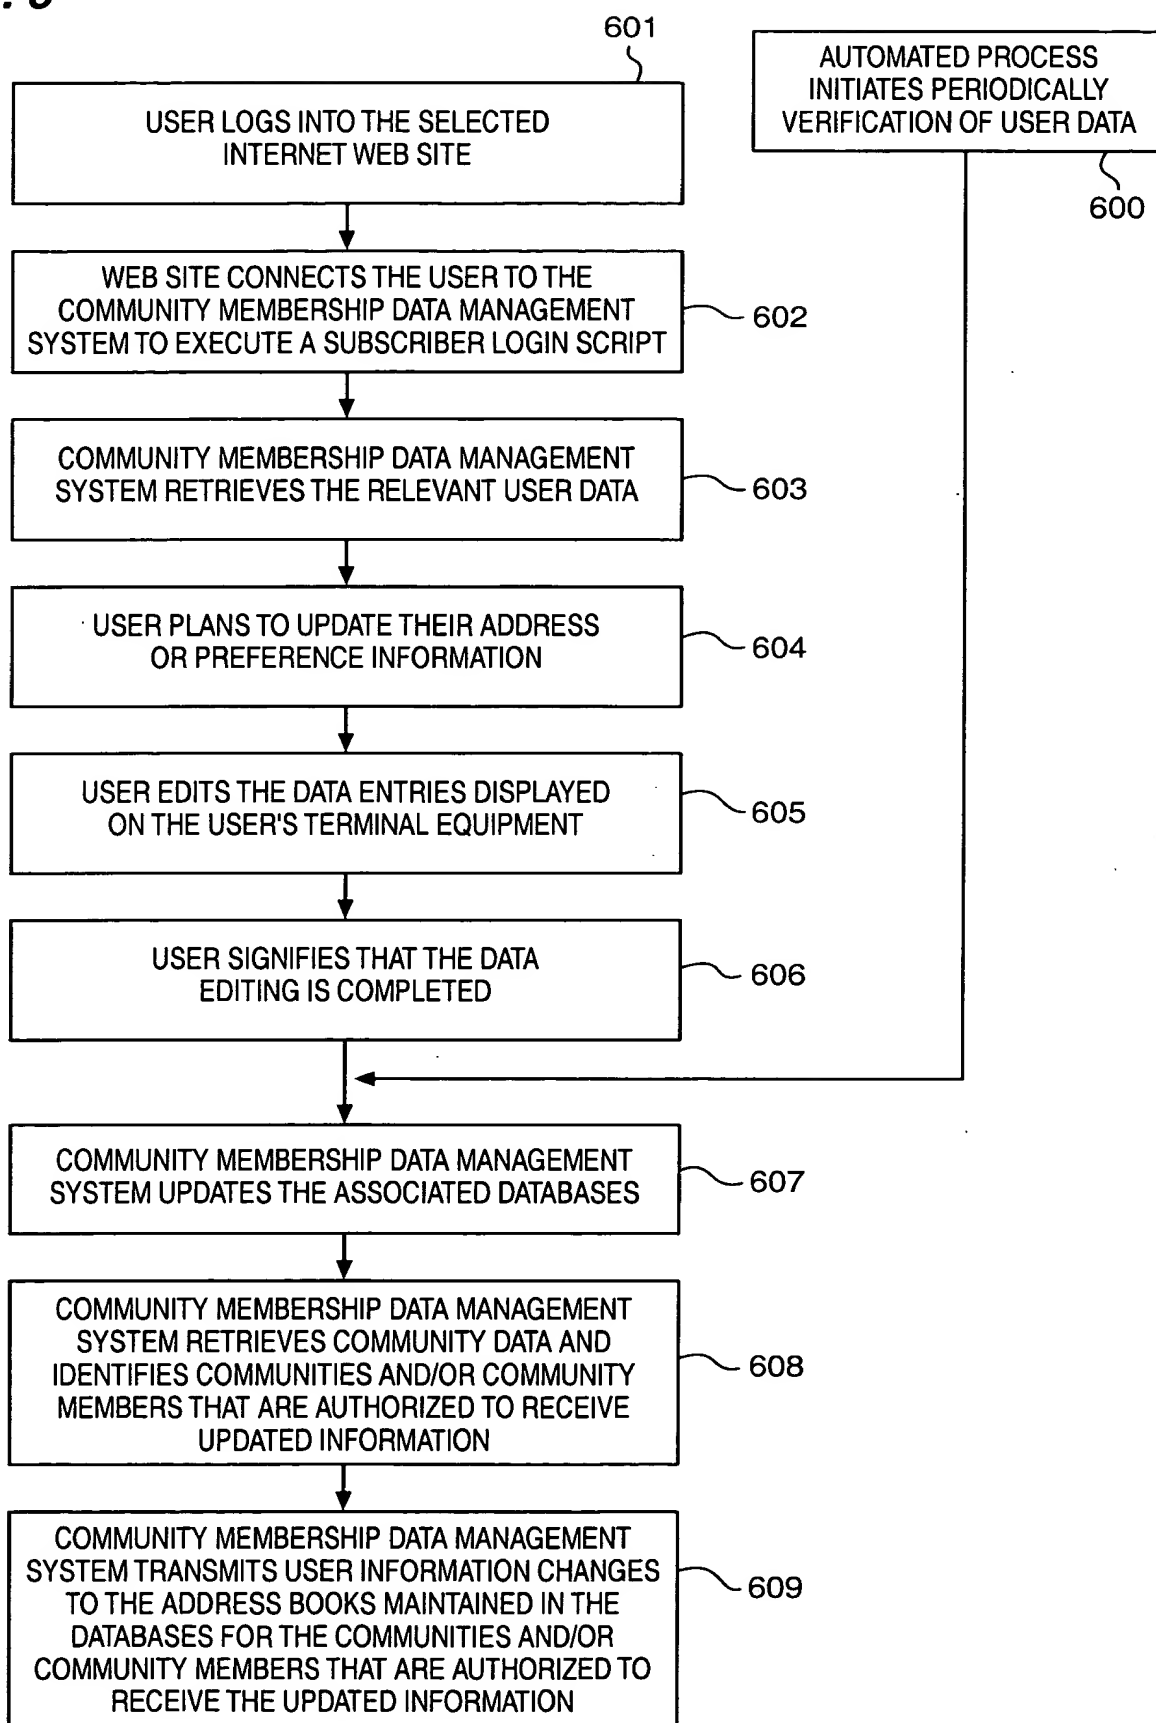 601
USER LOGS INTO THE SELECTED
INTERNET WEB SITE
AUTOMATED PROCESS
INITIATES PERIODICALLY
VERIFICATION OF USER DATA
600
WEB SITE CONNECTS THE USER TO THE
COMMUNITY MEMBERSHIP DATA MANAGEMENT
SYSTEM TO EXECUTE A SUBSCRIBER LOGIN SCRIPT
602
COMMUNITY MEMBERSHIP DATA MANAGEMENT
SYSTEM RETRIEVES THE RELEVANT USER DATA
603
USER PLANS TO UPDATE THEIR ADDRESS
OR PREFERENCE INFORMATION
604
USER EDITS THE DATA ENTRIES DISPLAYED
ON THE USER'S TERMINAL EQUIPMENT
605
USER SIGNIFIES THAT THE DATA
EDITING IS COMPLETED
606
COMMUNITY MEMBERSHIP DATA MANAGEMENT
SYSTEM UPDATES THE ASSOCIATED DATABASES
607
COMMUNITY MEMBERSHIP DATA MANAGEMENT
SYSTEM RETRIEVES COMMUNITY DATA AND
IDENTIFIES COMMUNITIES AND/OR COMMUNITY
MEMBERS THAT ARE AUTHORIZED TO RECEIVE
UPDATED INFORMATION
608
COMMUNITY MEMBERSHIP DATA MANAGEMENT
SYSTEM TRANSMITS USER INFORMATION CHANGES
TO THE ADDRESS BOOKS MAINTAINED IN THE
DATABASES FOR THE COMMUNITIES AND/OR
COMMUNITY MEMBERS THAT ARE AUTHORIZED TO
RECEIVE THE UPDATED INFORMATION
609